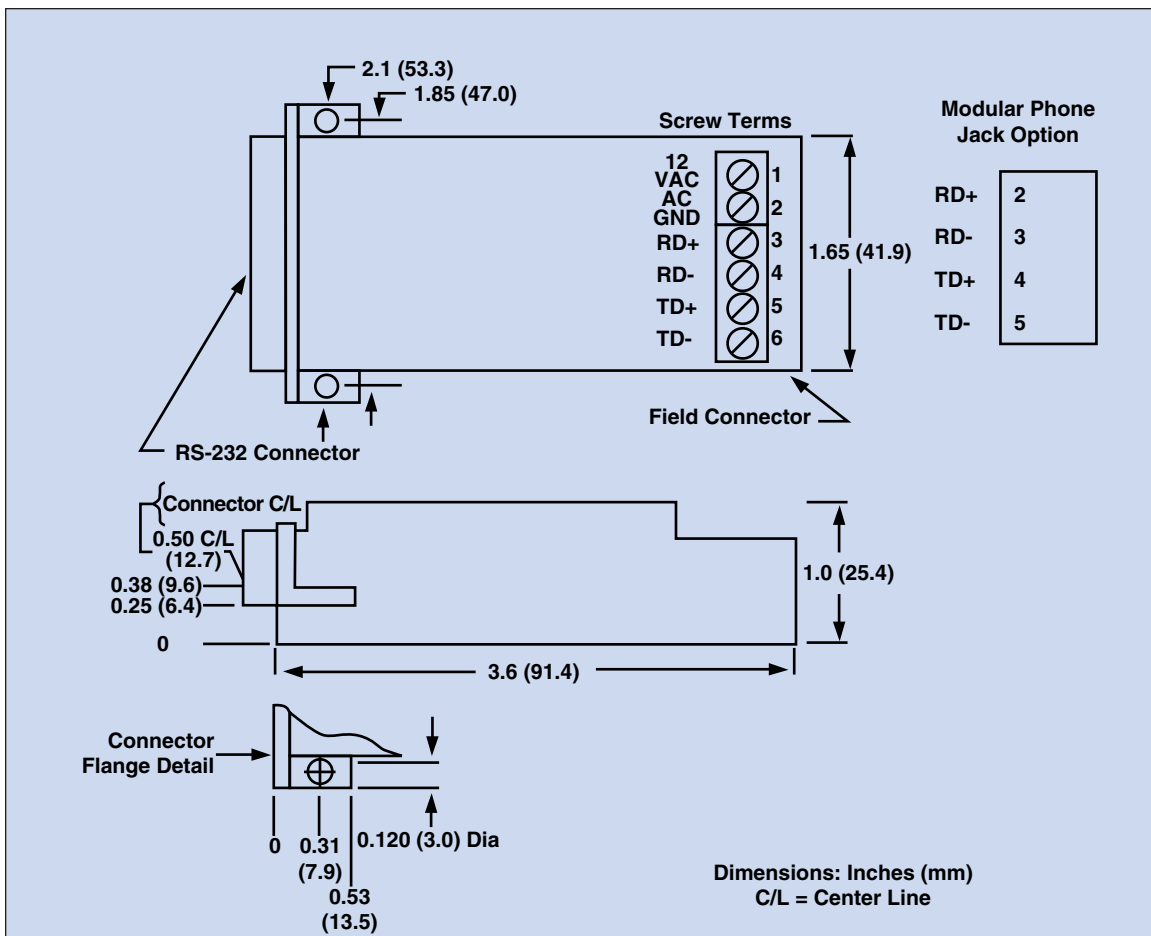 2.1 (53.3)
1.85 (47.0)
Screw Terms
12
VAC
AC
GND
RD+
RD-
TD+
TD-
1
2
3
4
5
6
1.65 (41.9)
Modular Phone
Jack Option
RD+ 2
RD- 3
TD+ 4
TD- 5
Field Connector
RS-232 Connector
Connector C/L
0.50 C/L
(12.7)
0.38 (9.6)
0.25 (6.4)
0
1.0 (25.4)
3.6 (91.4)
Connector
Flange Detail
0
0.31
(7.9)
0.53
(13.5)
0.120 (3.0) Dia
Dimensions: Inches (mm)
C/L = Center Line